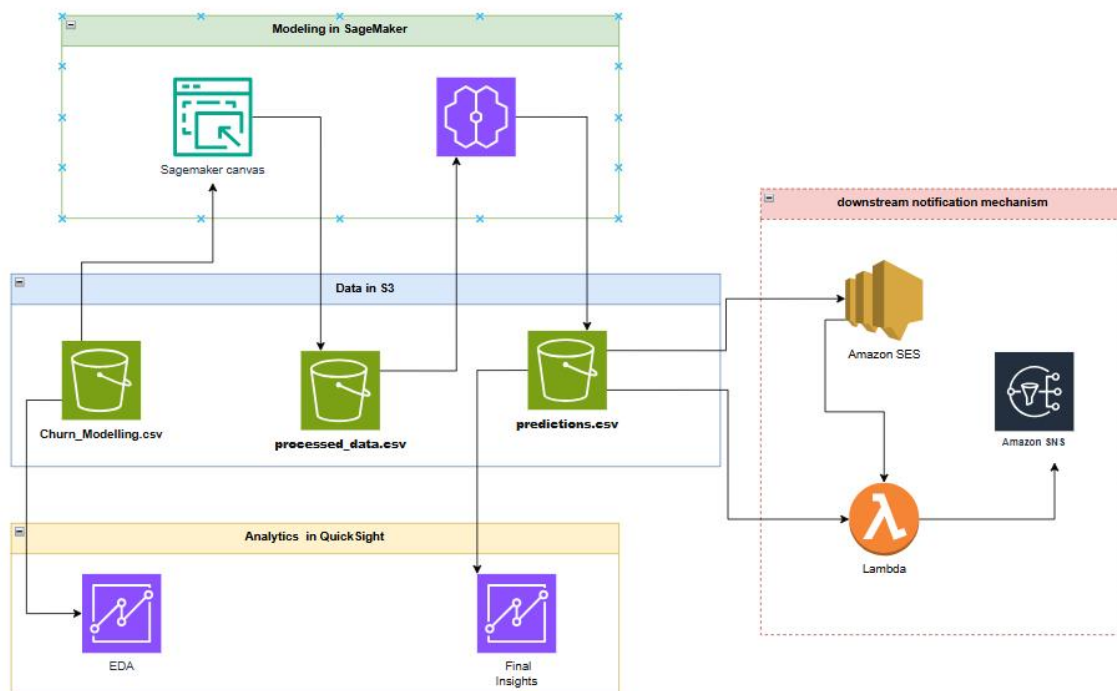 Modeling in SageMaker
Sagemaker canvas
downstream notification mechanism
Data in S3
Amazon SES
Churn_Modelling.csv
processed_data.csv
predictions.csv
Amazon SNS
Lambda
Analytics in QuickSight
EDA
Final
Insights